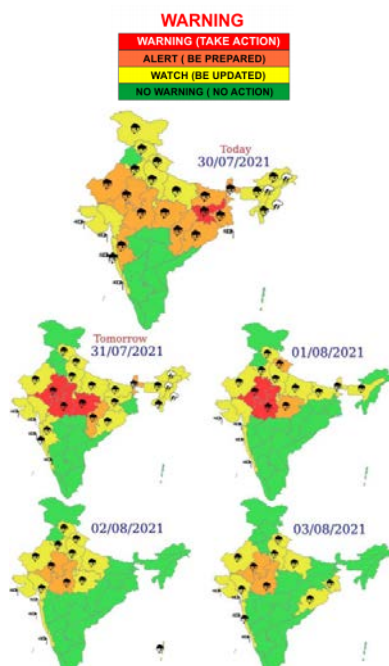 WARNING
WARNING (TAKE ACTION)
ALERT ( BE PREPARED)
WATCH (BE UPDATED)
NO WARNING ( NO ACTION)
Today
30/07/2021
Tomorrow
31/07/2021
01/08/2021
02/08/2021
03/08/2021